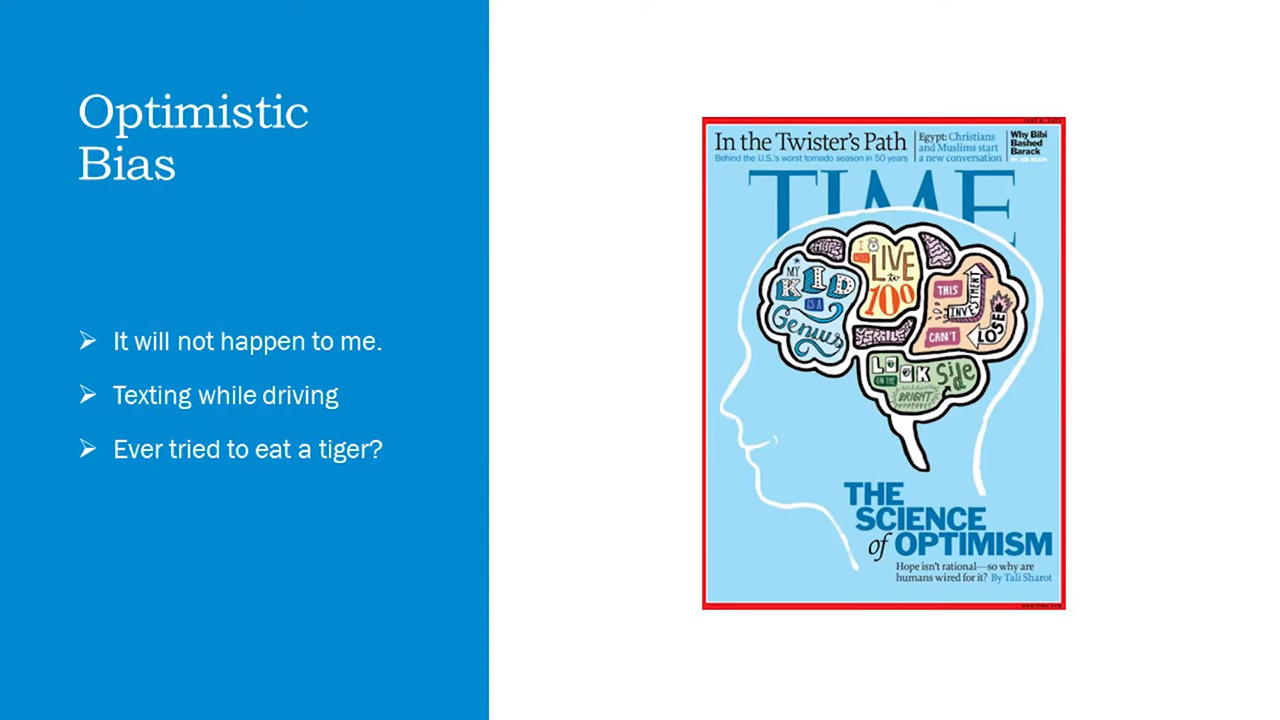 Optimistic
Bias
It will not happen to me.
Texting while driving
Ever tried to eat a tiger?
In the Twister's Path
Behind the U.S.'s worst tornado season in 50 years
Egypt: Christians
and Muslims start
a new conversation
Why Bibi
Bashed
Barack
TIME
HOPE
I
WILL
LIVE
to
100
MY
KID
IS A
Genius
THIS
INVESTMENT
CAN'T
LOSE
SMILE
LOOK
ON THE
BRIGHT
Side
THE
SCIENCE
of OPTIMISM
Hope isn't rational—so why are
humans wired for it? By Tali Sharot